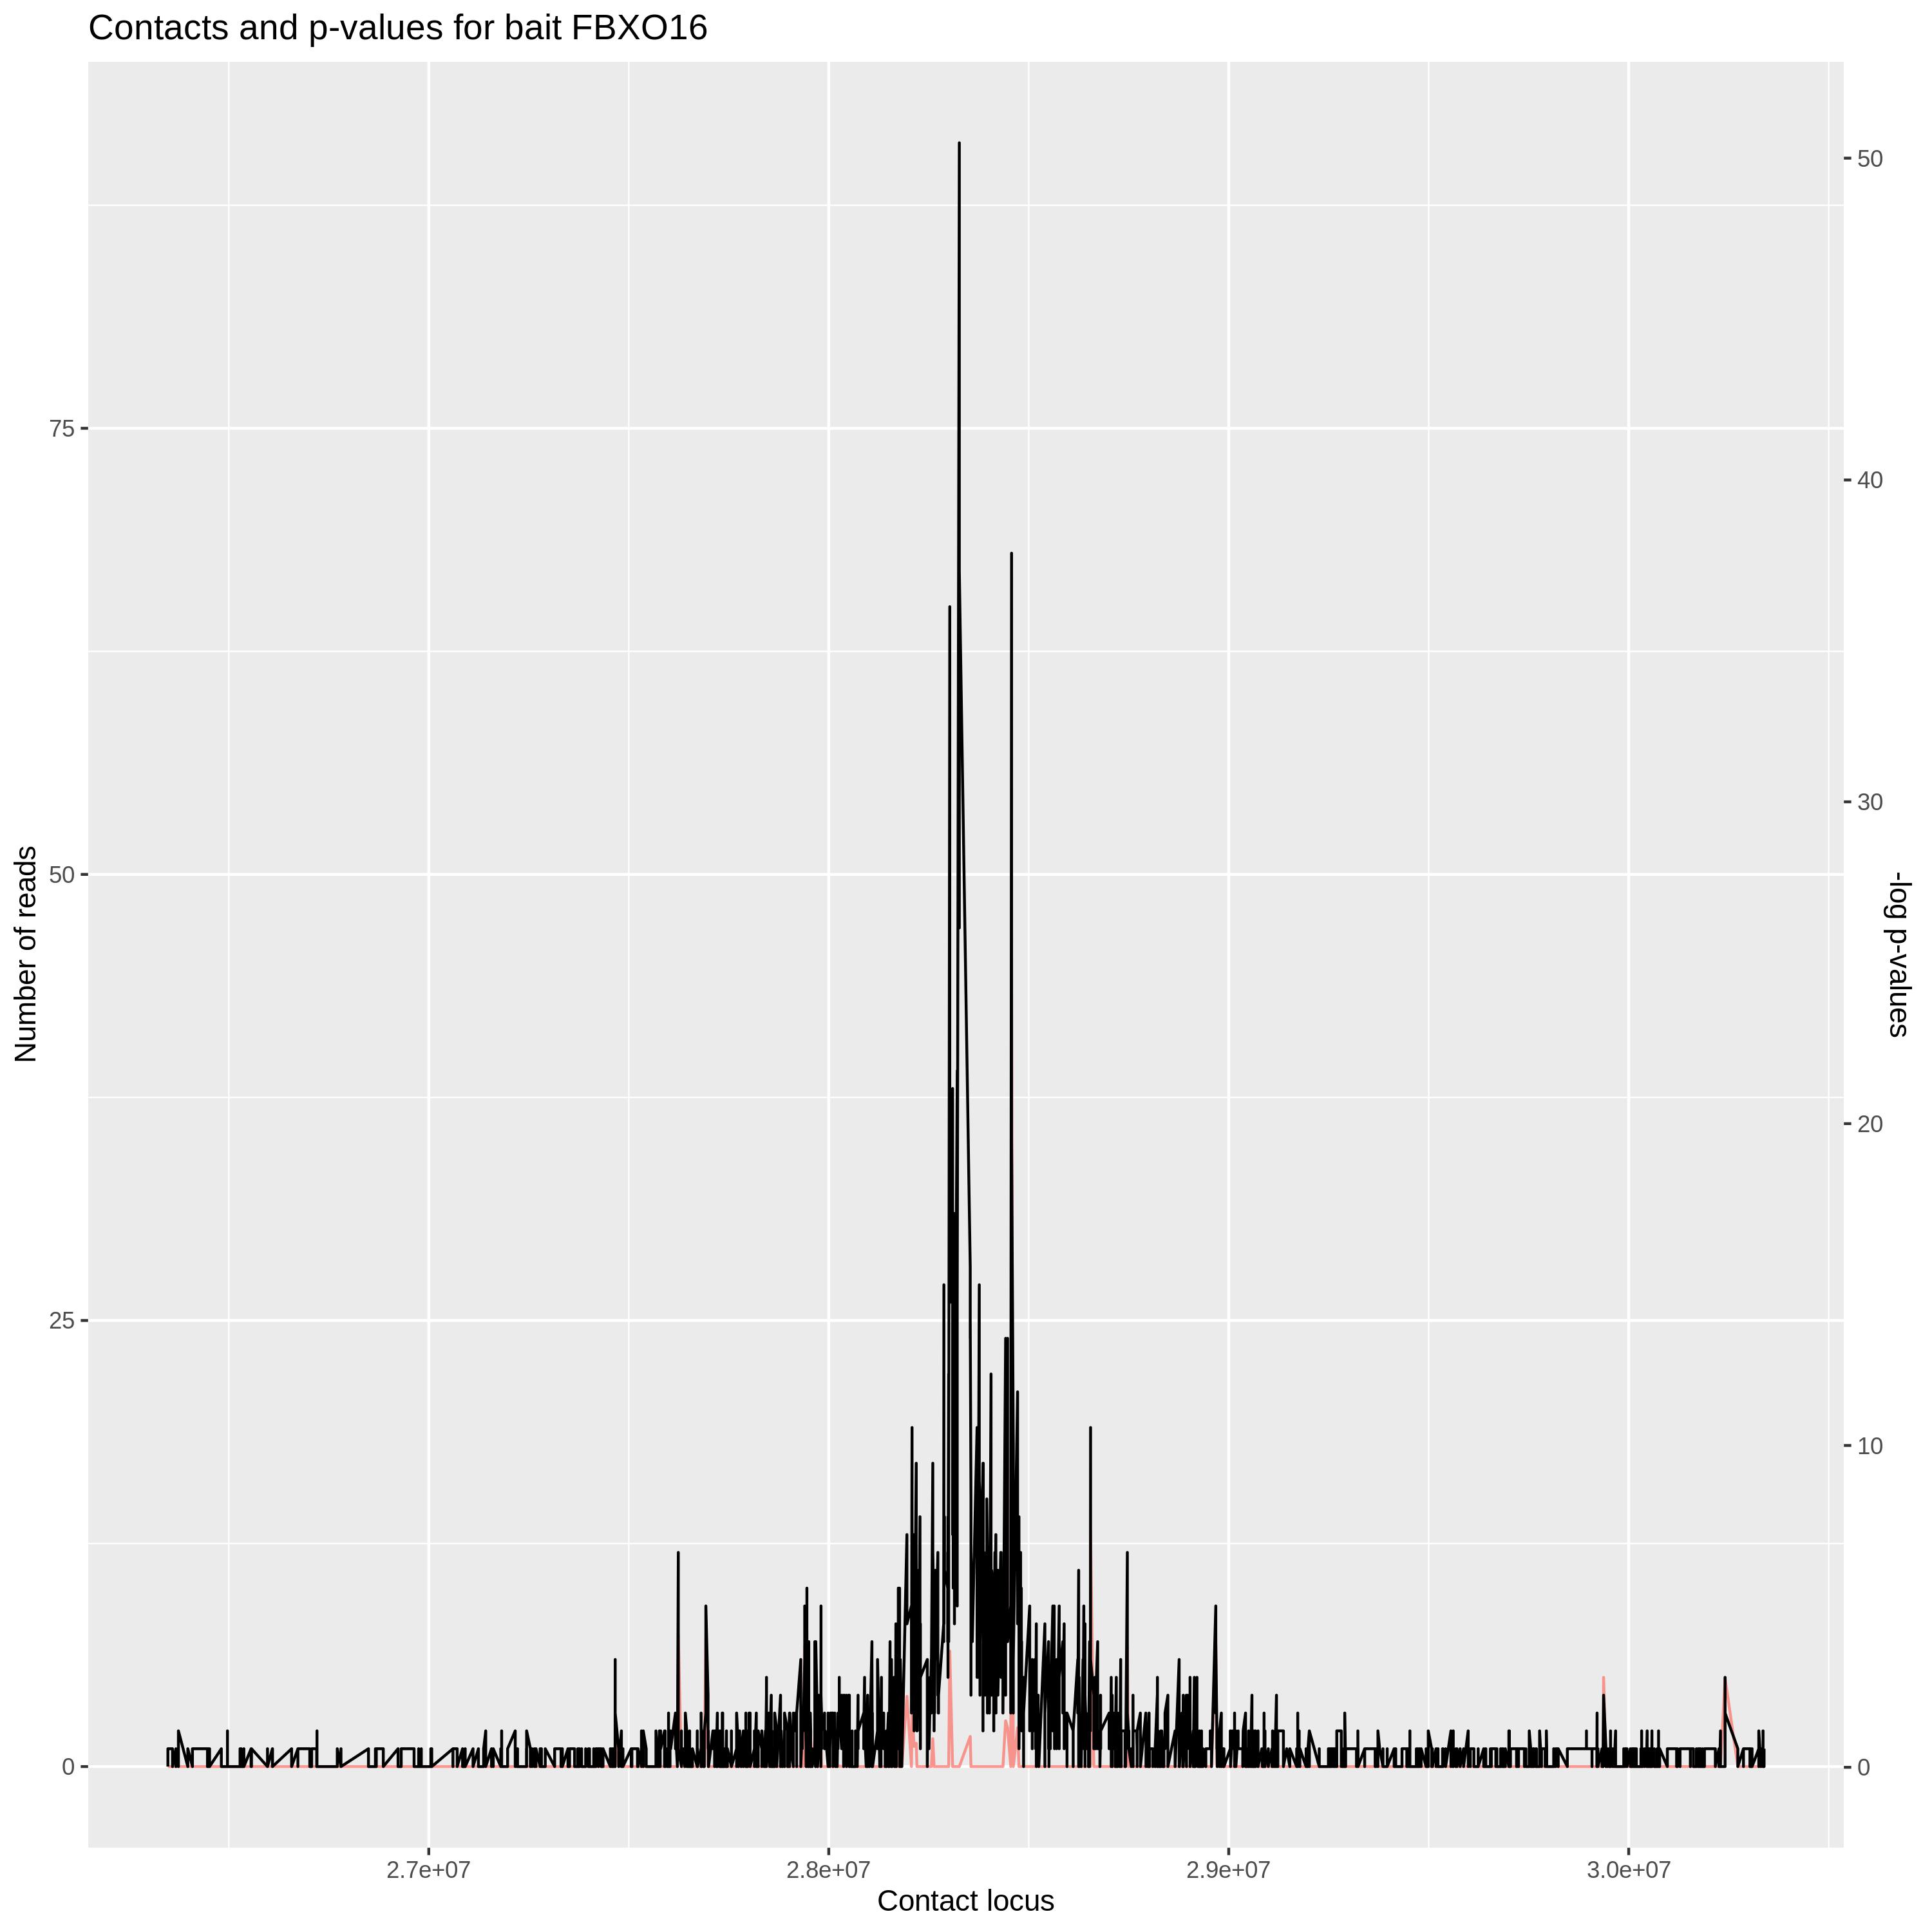 Contacts and p-values for bait FBXO16
75
50
25
0
Number of reads
50
40
30
20
10
0
-log p-values
2.7e+07
2.8e+07
2.9e+07
3.0e+07
Contact locus